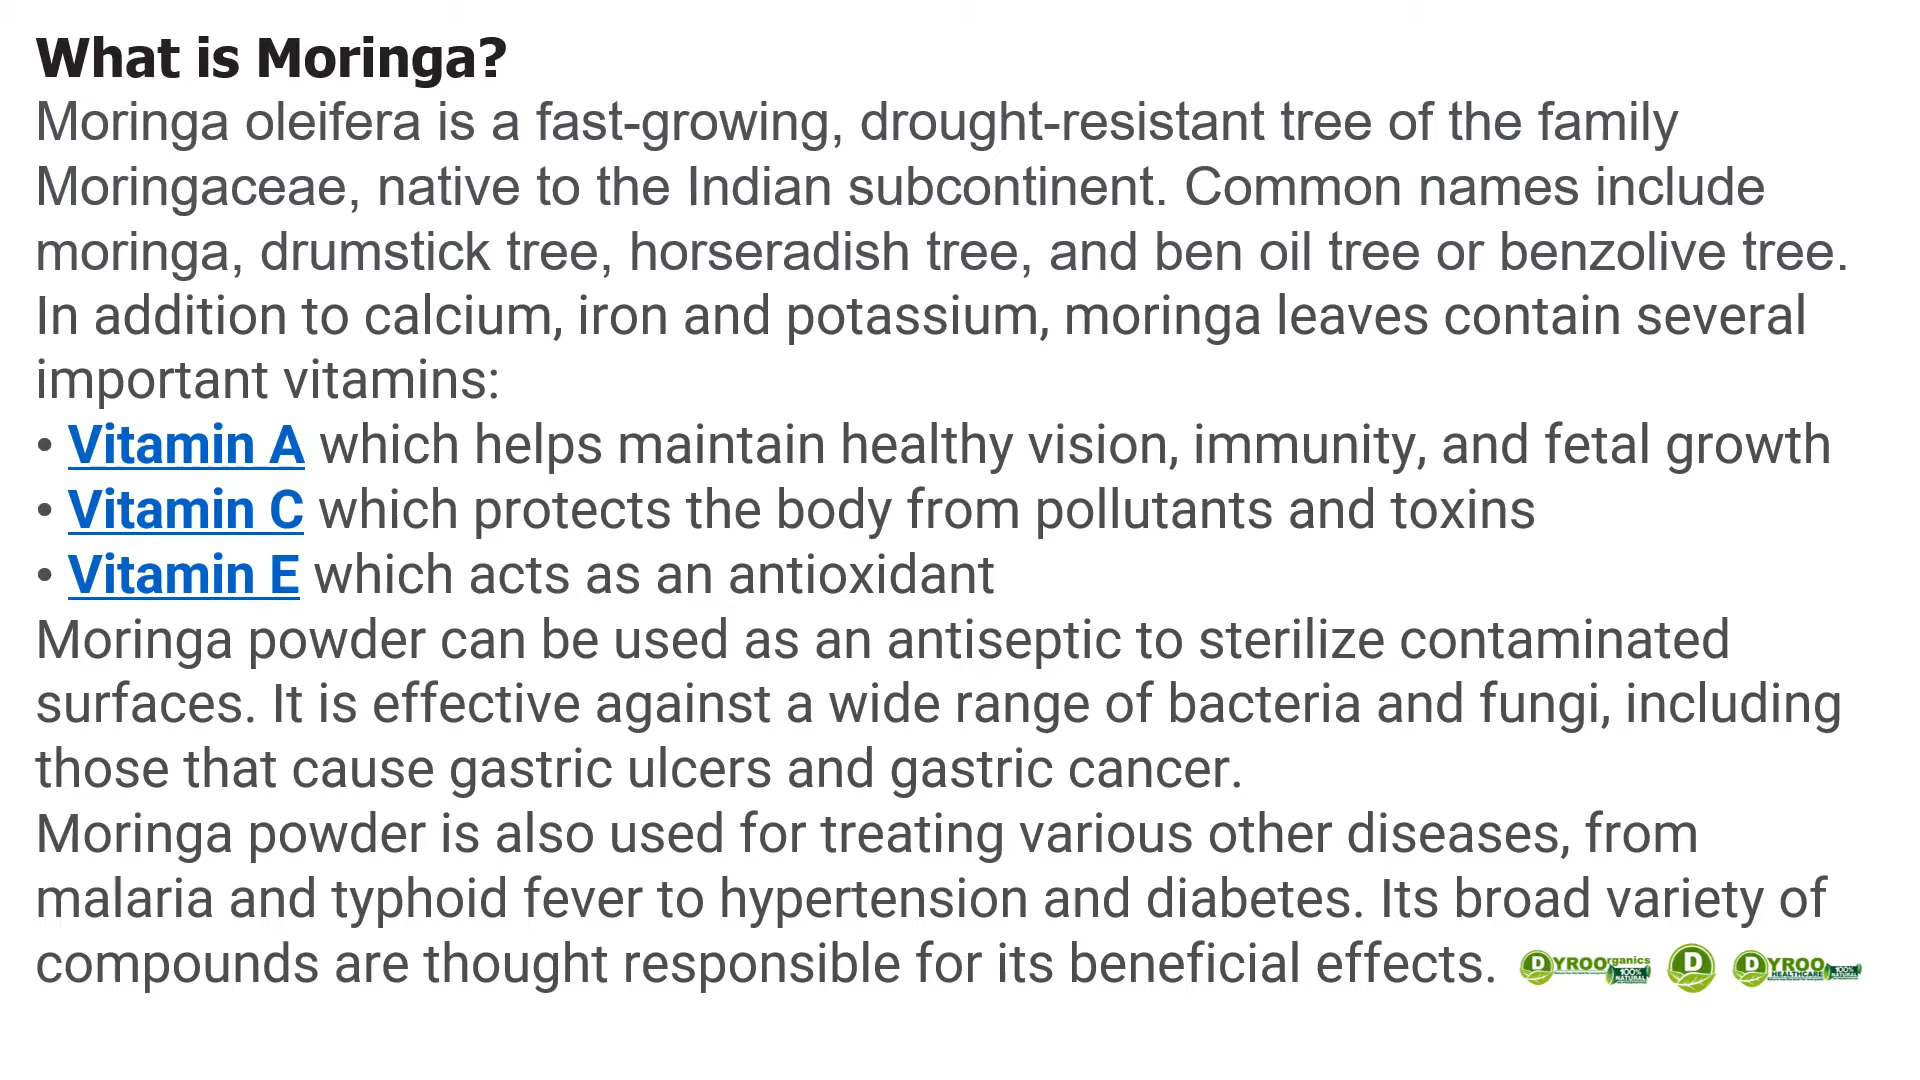 What is Moringa?
Moringa oleifera is a fast-growing, drought-resistant tree of the family
Moringaceae, native to the Indian subcontinent. Common names include
moringa, drumstick tree, horseradish tree, and ben oil tree or benzolive tree.
In addition to calcium, iron and potassium, moringa leaves contain several
important vitamins:
• Vitamin A which helps maintain healthy vision, immunity, and fetal growth
• Vitamin C which protects the body from pollutants and toxins
• Vitamin E which acts as an antioxidant
Moringa powder can be used as an antiseptic to sterilize contaminated
surfaces. It is effective against a wide range of bacteria and fungi, including
those that cause gastric ulcers and gastric cancer.
Moringa powder is also used for treating various other diseases, from
malaria and typhoid fever to hypertension and diabetes. Its broad variety of
compounds are thought responsible for its beneficial effects.
DYROOrganics 100% NATURAL
D
DYROO HEALTHCARE 100% NATURAL